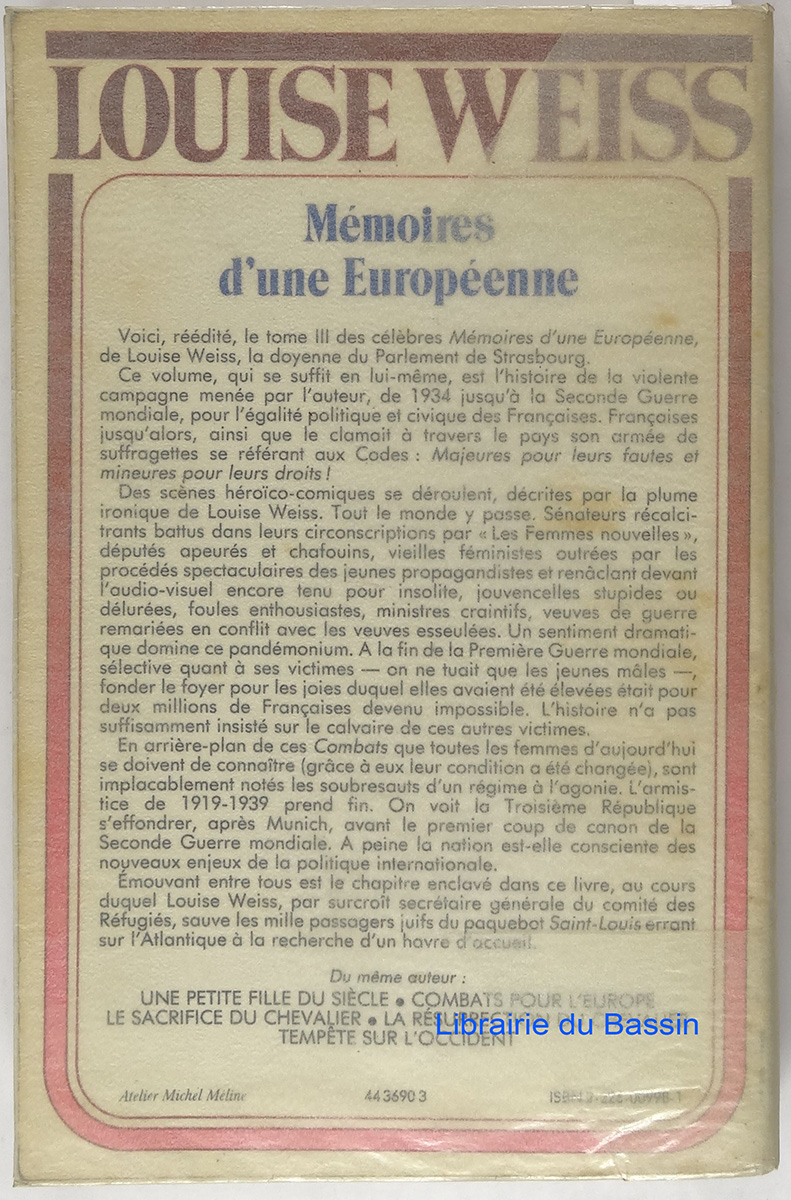 LOUISE WEISS
Mémoires
d'une Européenne
Voici, réédité, le tome III des célèbres Mémoires d'une Européenne,
de Louise Weiss, la doyenne du Parlement de Strasbourg.
Ce volume, qui se suffit en lui-même, est l'histoire de la violente
campagne menée par l'auteur, de 1934 jusqu'à la Seconde Guerre
mondiale, pour l'égalité politique et civique des Françaises. Françaises
jusqu'alors, ainsi que le clamait à travers le pays son armée de
suffragettes se référant aux Codes : Majeures pour leurs fautes et
mineures pour leurs droits !
Des scènes héroïco-comiques se déroulent, décrites par la plume
ironique de Louise Weiss. Tout le monde y passe. Sénateurs récalci-
trants battus dans leurs circonscriptions par « Les Femmes nouvelles »,
députés apeurés et chafouins, vieilles féministes outrées par les
procédés spectaculaires des jeunes propagandistes et renâclant devant
l'audio-visuel encore tenu pour insolite, jouvencelles stupides ou
délurées, foules enthousiastes, ministres craintifs, veuves de guerre
remariées en conflit avec les veuves esseulées. Un sentiment dramati-
que domine ce pandémonium. A la fin de la Première Guerre mondiale,
sélective quant à ses victimes — on ne tuait que les jeunes mâles —,
fonder le foyer pour les joies duquel elles avaient été élevées était pour
deux millions de Françaises devenu impossible. L'histoire n'a pas
suffisamment insisté sur le calvaire de ces autres victimes.
En arrière-plan de ces Combats que toutes les femmes d'aujourd'hui
se doivent de connaître (grâce à eux leur condition a été changée), sont
implacablement notés les soubresauts d'un régime à l'agonie. L'armis-
tice de 1919-1939 prend fin. On voit la Troisième République
s'effondrer, après Munich, avant le premier coup de canon de la
Seconde Guerre mondiale. A peine la nation est-elle consciente des
nouveaux enjeux de la politique internationale.
Émouvant entre tous est le chapitre enclavé dans ce livre, au cours
duquel Louise Weiss, par surcroît secrétaire générale du comité des
Réfugiés, sauve les mille passagers juifs du paquebot Saint-Louis errant
sur l'Atlantique à la recherche d'un havre d'accueil.
Du même auteur :
UNE PETITE FILLE DU SIÈCLE • COMBATS POUR L'EUROPE
LE SACRIFICE DU CHEVALIER • LA RÉSURRECTION
Librairie du Bassin
TEMPÊTE SUR L'OCCIDENT
Atelier Michel Méline 44 3690 3 ISBN